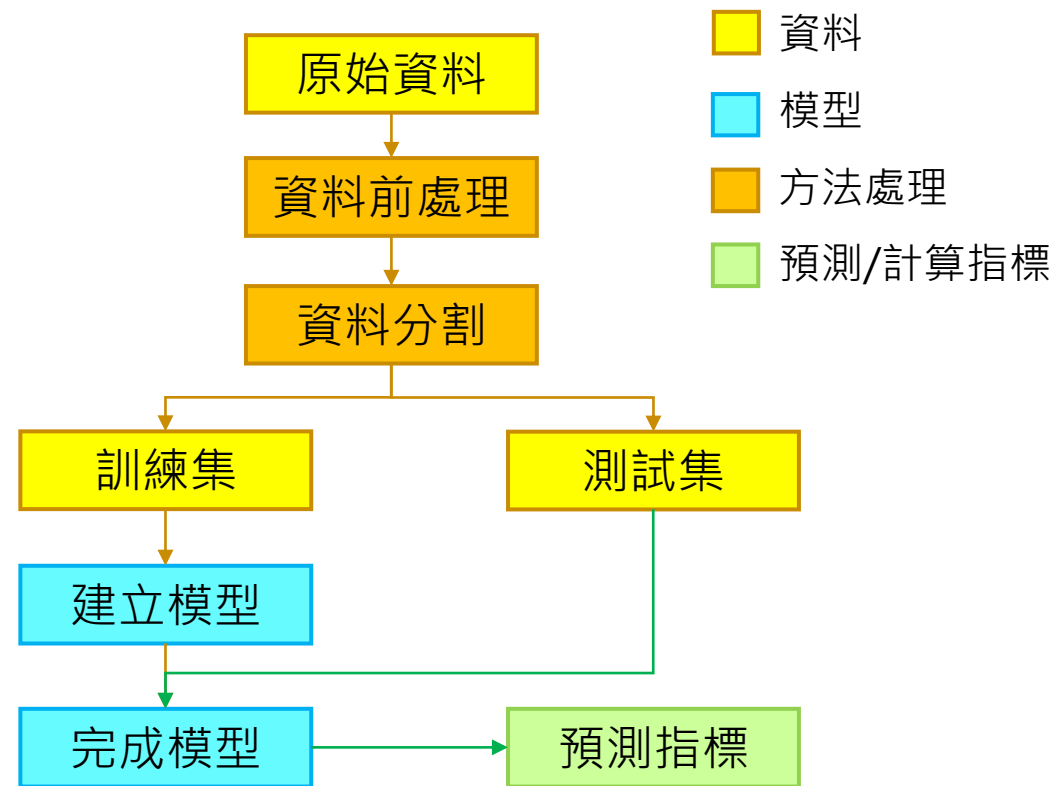 原始資料
資料前處理
資料分割
訓練集
測試集
建立模型
完成模型
預測指標
資料
模型
方法處理
預測/計算指標